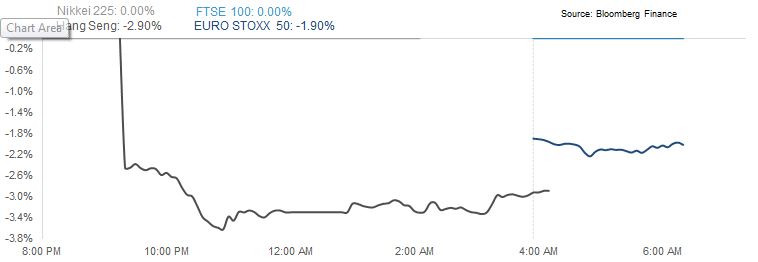 Nikkei 225: 0.00%
FTSE 100: 0.00%
Source: Bloomberg Finance
Chart Area
Hang Seng: -2.90%
EURO STOXX 50: -1.90%
-0.2%
-0.6%
-1.0%
-1.4%
-1.8%
-2.2%
-2.6%
-3.0%
-3.4%
-3.8%
8:00 PM
10:00 PM
12:00 AM
2:00 AM
4:00 AM
6:00 AM